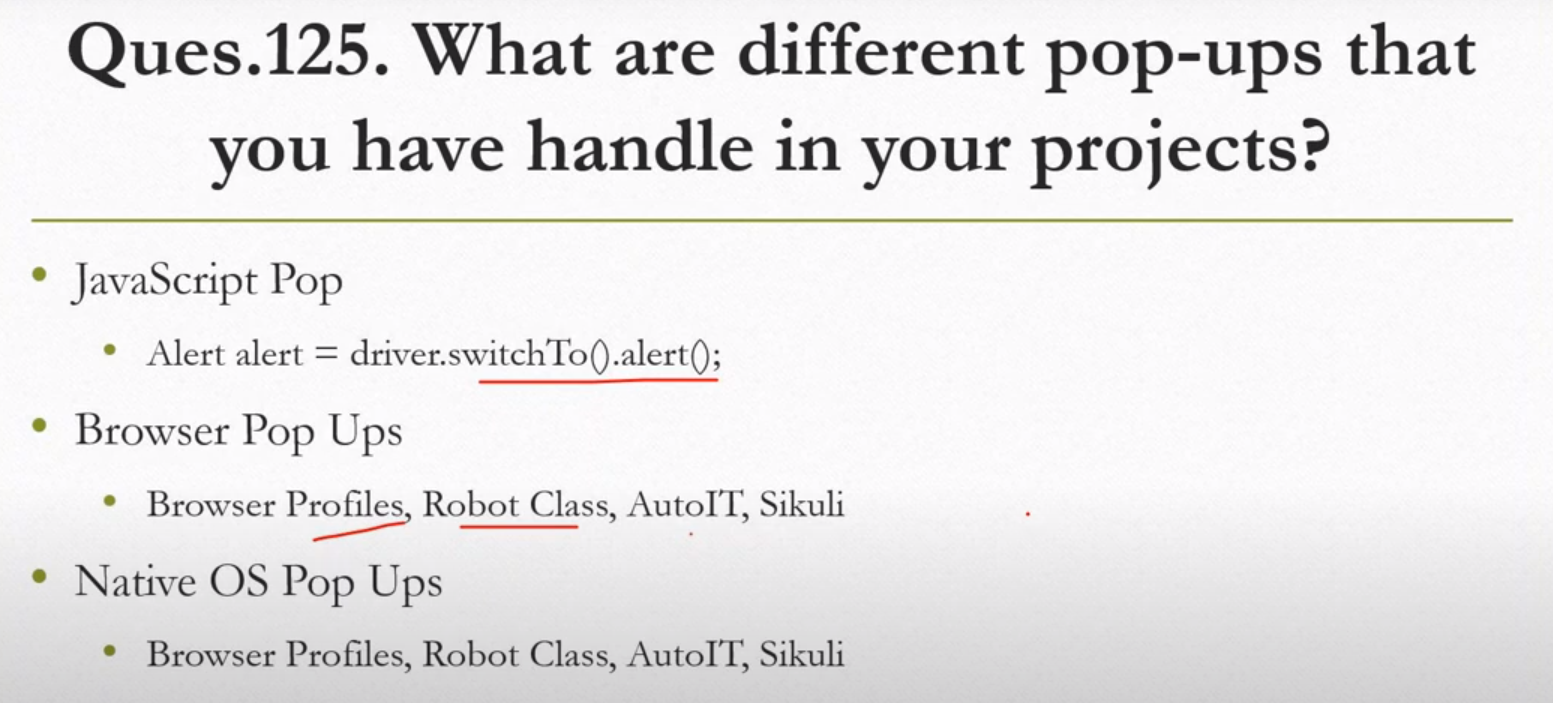 Ques.125. What are different pop-ups that
you have handle in your projects?
JavaScript Pop
Alert alert = driver.switchTo().alert();
Browser Pop Ups
Browser Profiles, Robot Class, AutoIT, Sikuli
Native OS Pop Ups
Browser Profiles, Robot Class, AutoIT, Sikuli